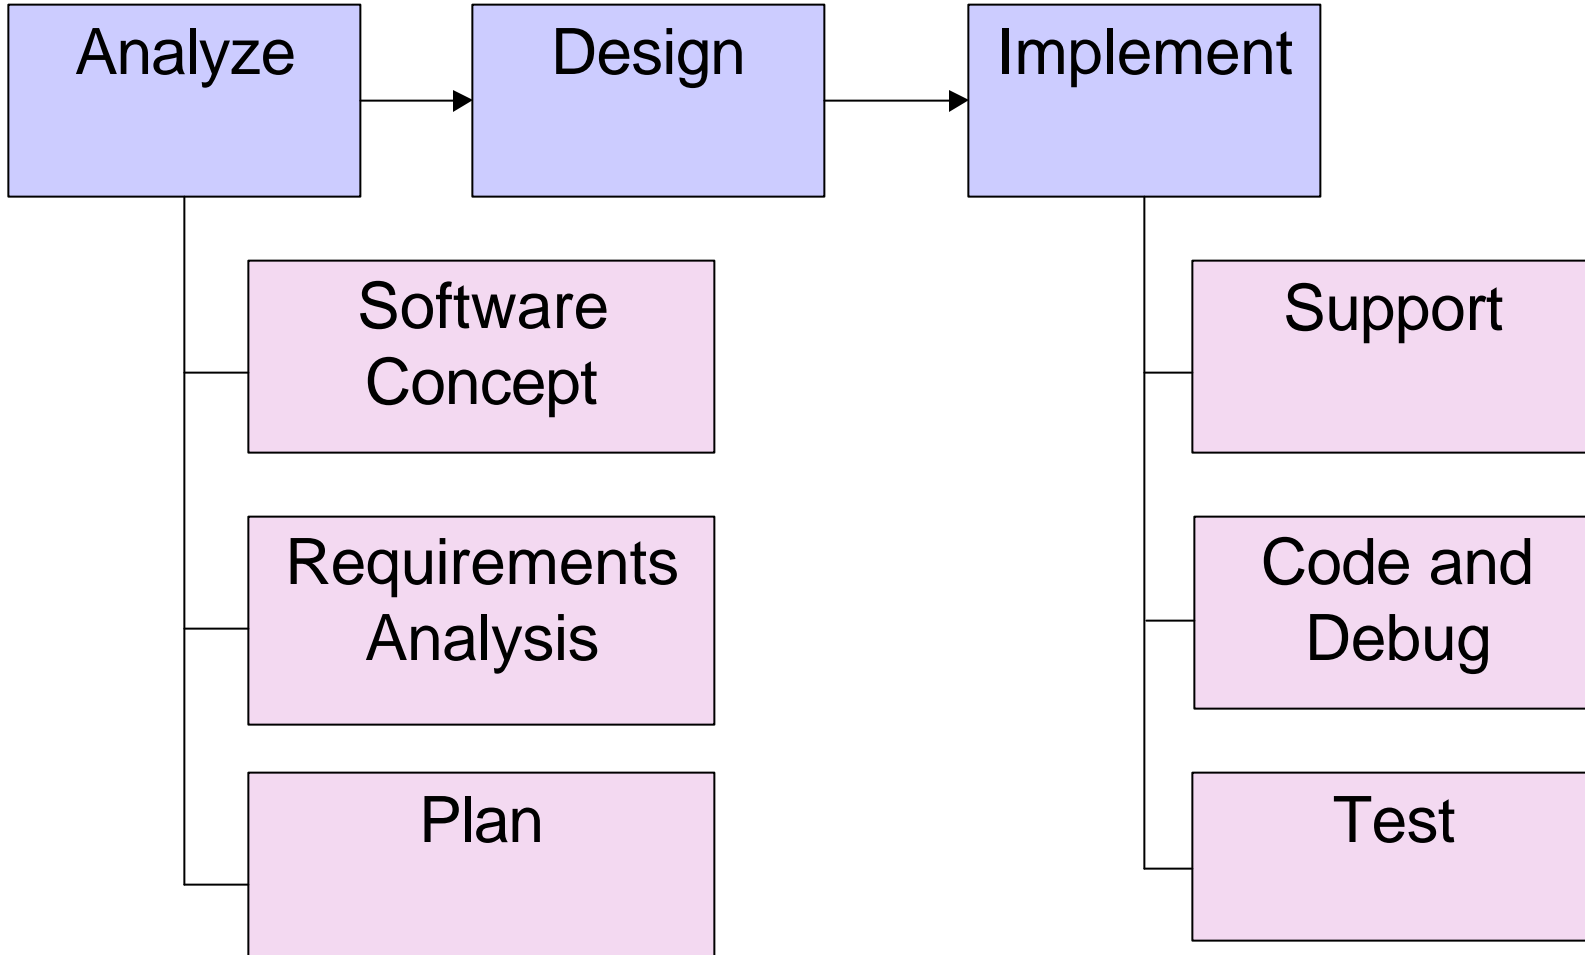 Analyze
Design
Implement
Software
Concept
Requirements
Analysis
Plan
Support
Code and
Debug
Test